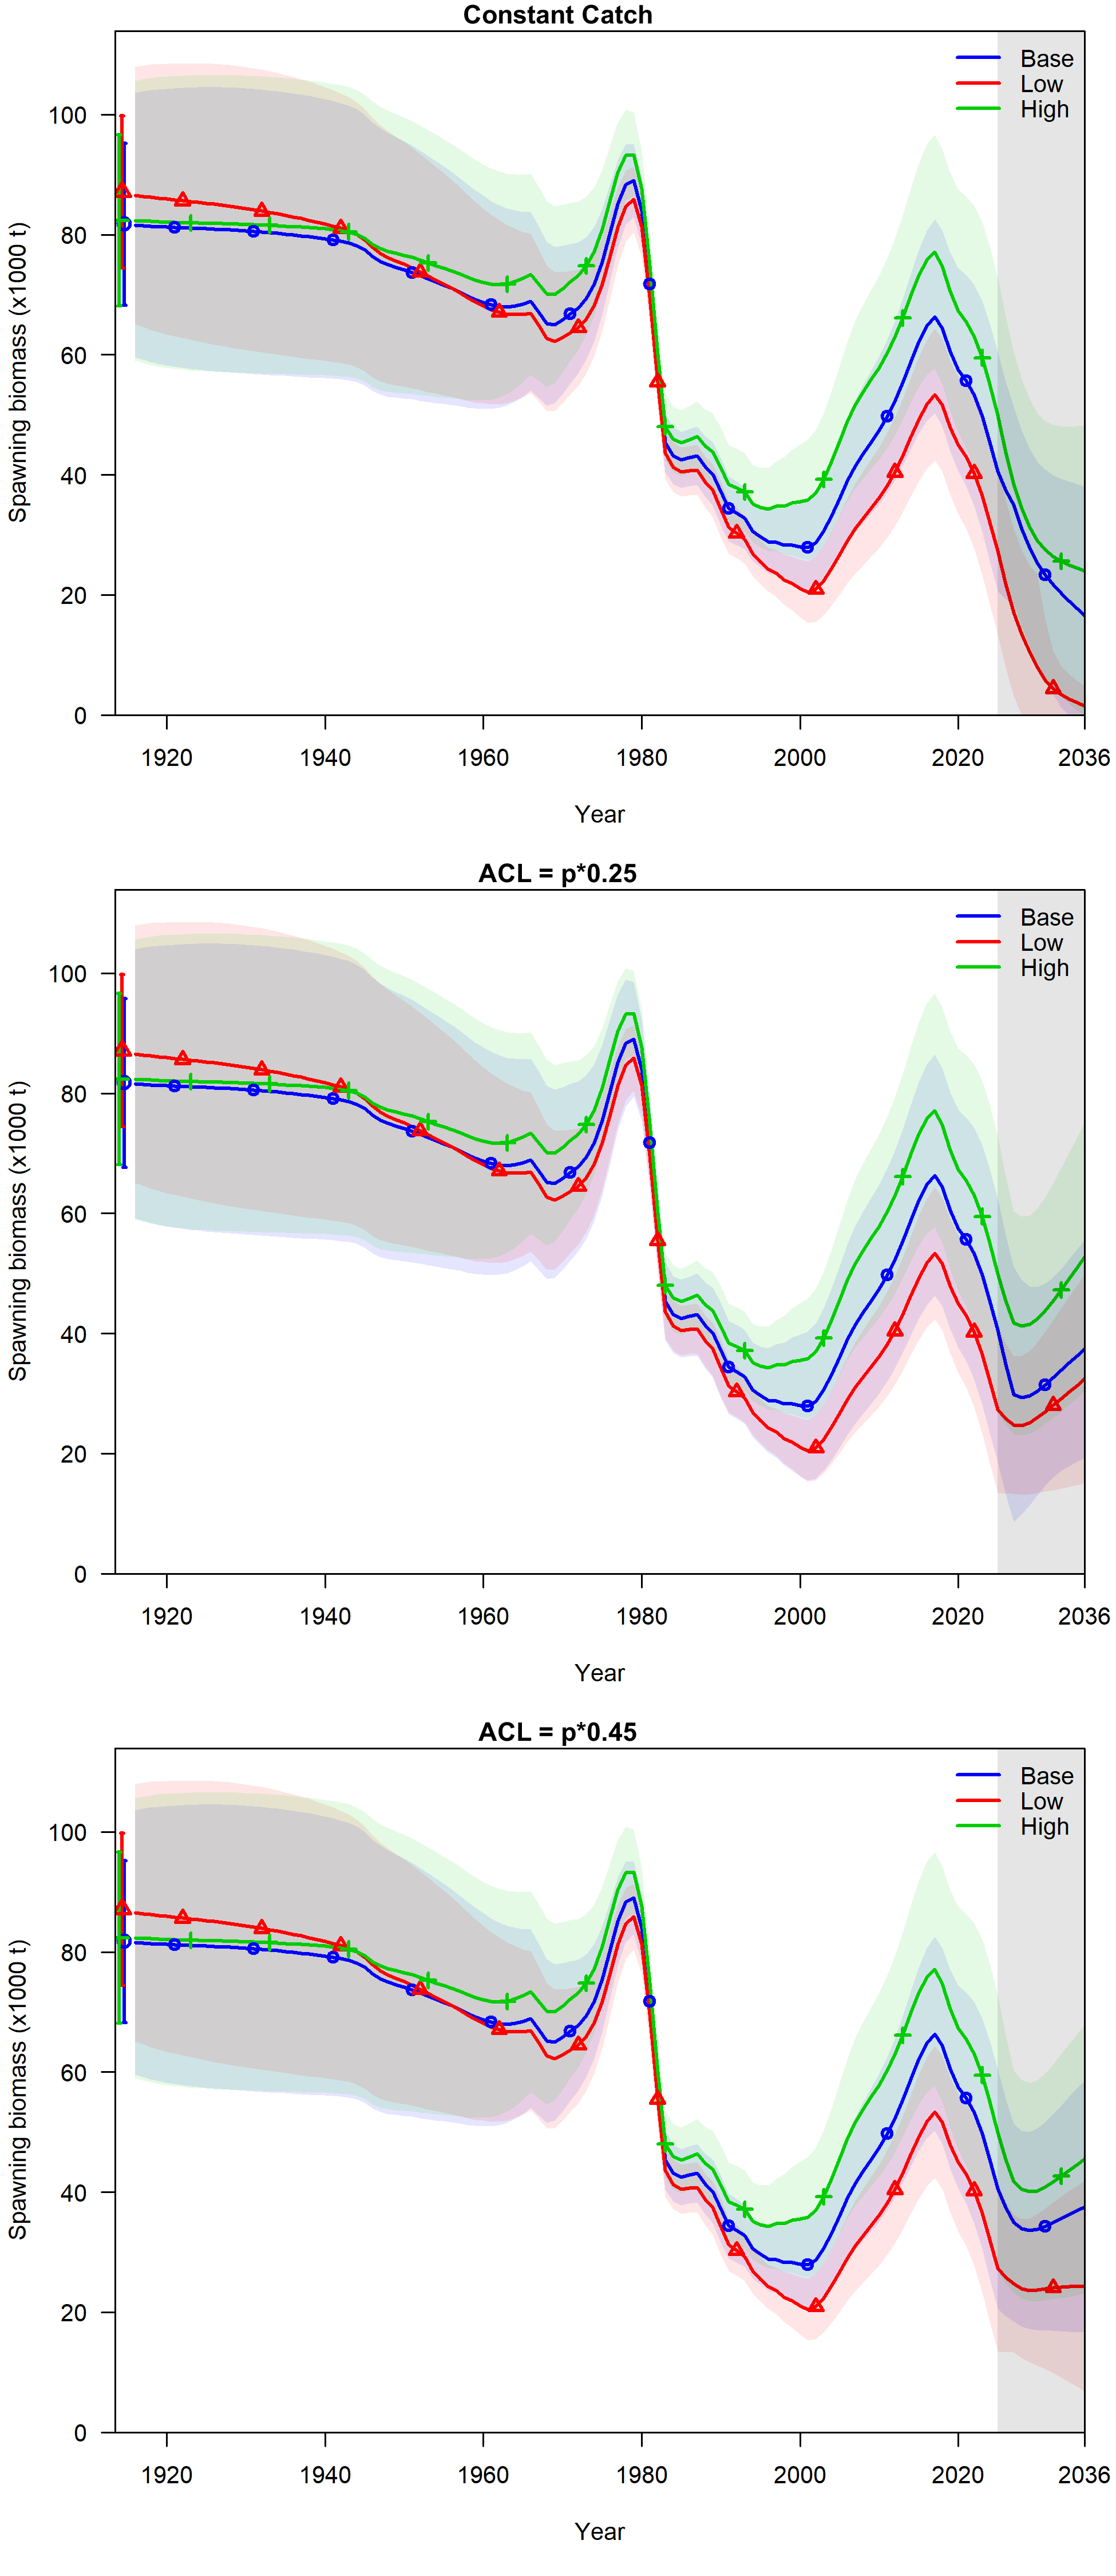 Constant Catch
Base
Low
High
Spawning biomass (x1000 t)
100
80
60
40
20
0
1920 1940 1960 1980 2000 2020 2036
Year
ACL = p*0.25
Base
Low
High
Spawning biomass (x1000 t)
100
80
60
40
20
0
1920 1940 1960 1980 2000 2020 2036
Year
ACL = p*0.45
Base
Low
High
Spawning biomass (x1000 t)
100
80
60
40
20
0
1920 1940 1960 1980 2000 2020 2036
Year